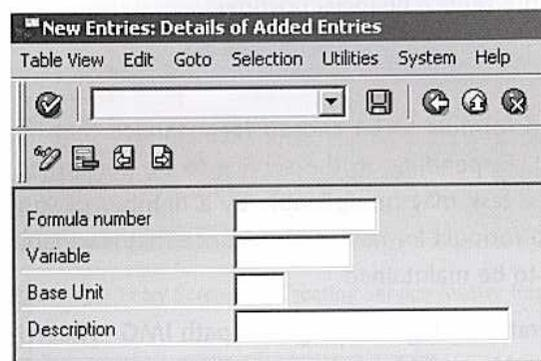 New Entries: Details of Added Entries
Table View Edit Goto Selection Utilities System Help
Formula number
Variable
Base Unit
Description